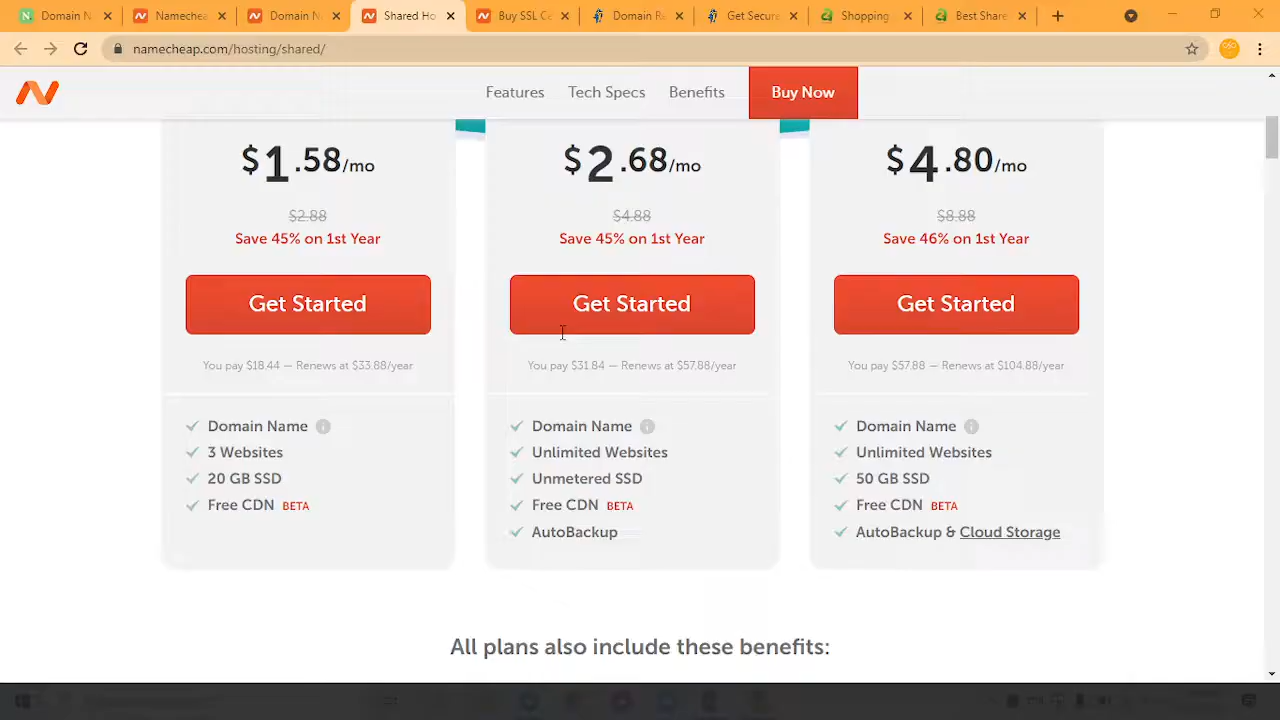 Domain N
Namechea
Domain N
Shared Ho
Buy SSL Ce
Domain Re
Get Secure
Shopping
Best Share
namecheap.com/hosting/shared/
Features
Tech Specs
Benefits
Buy Now
$1.58/mo
$2.88
Save 45% on 1st Year
Get Started
You pay $18.44 — Renews at $33.88/year
Domain Name
3 Websites
20 GB SSD
Free CDN BETA
$2.68/mo
$4.88
Save 45% on 1st Year
Get Started
You pay $31.84 — Renews at $57.88/year
Domain Name
Unlimited Websites
Unmetered SSD
Free CDN BETA
AutoBackup
$4.80/mo
$8.88
Save 46% on 1st Year
Get Started
You pay $57.88 — Renews at $104.88/year
Domain Name
Unlimited Websites
50 GB SSD
Free CDN BETA
AutoBackup & Cloud Storage
All plans also include these benefits: